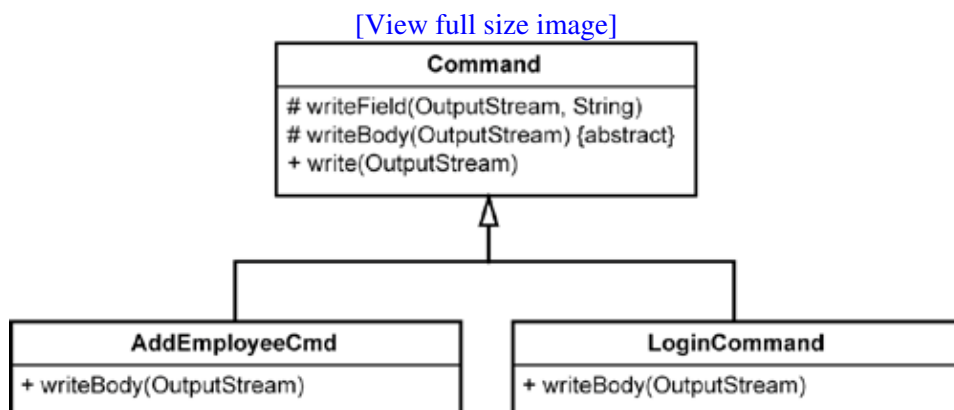 [View full size image]
Command
# writeField(OutputStream, String)
# writeBody(OutputStream) {abstract}
+ write(OutputStream)
AddEmployeeCmd
+ writeBody(OutputStream)
LoginCommand
+ writeBody(OutputStream)